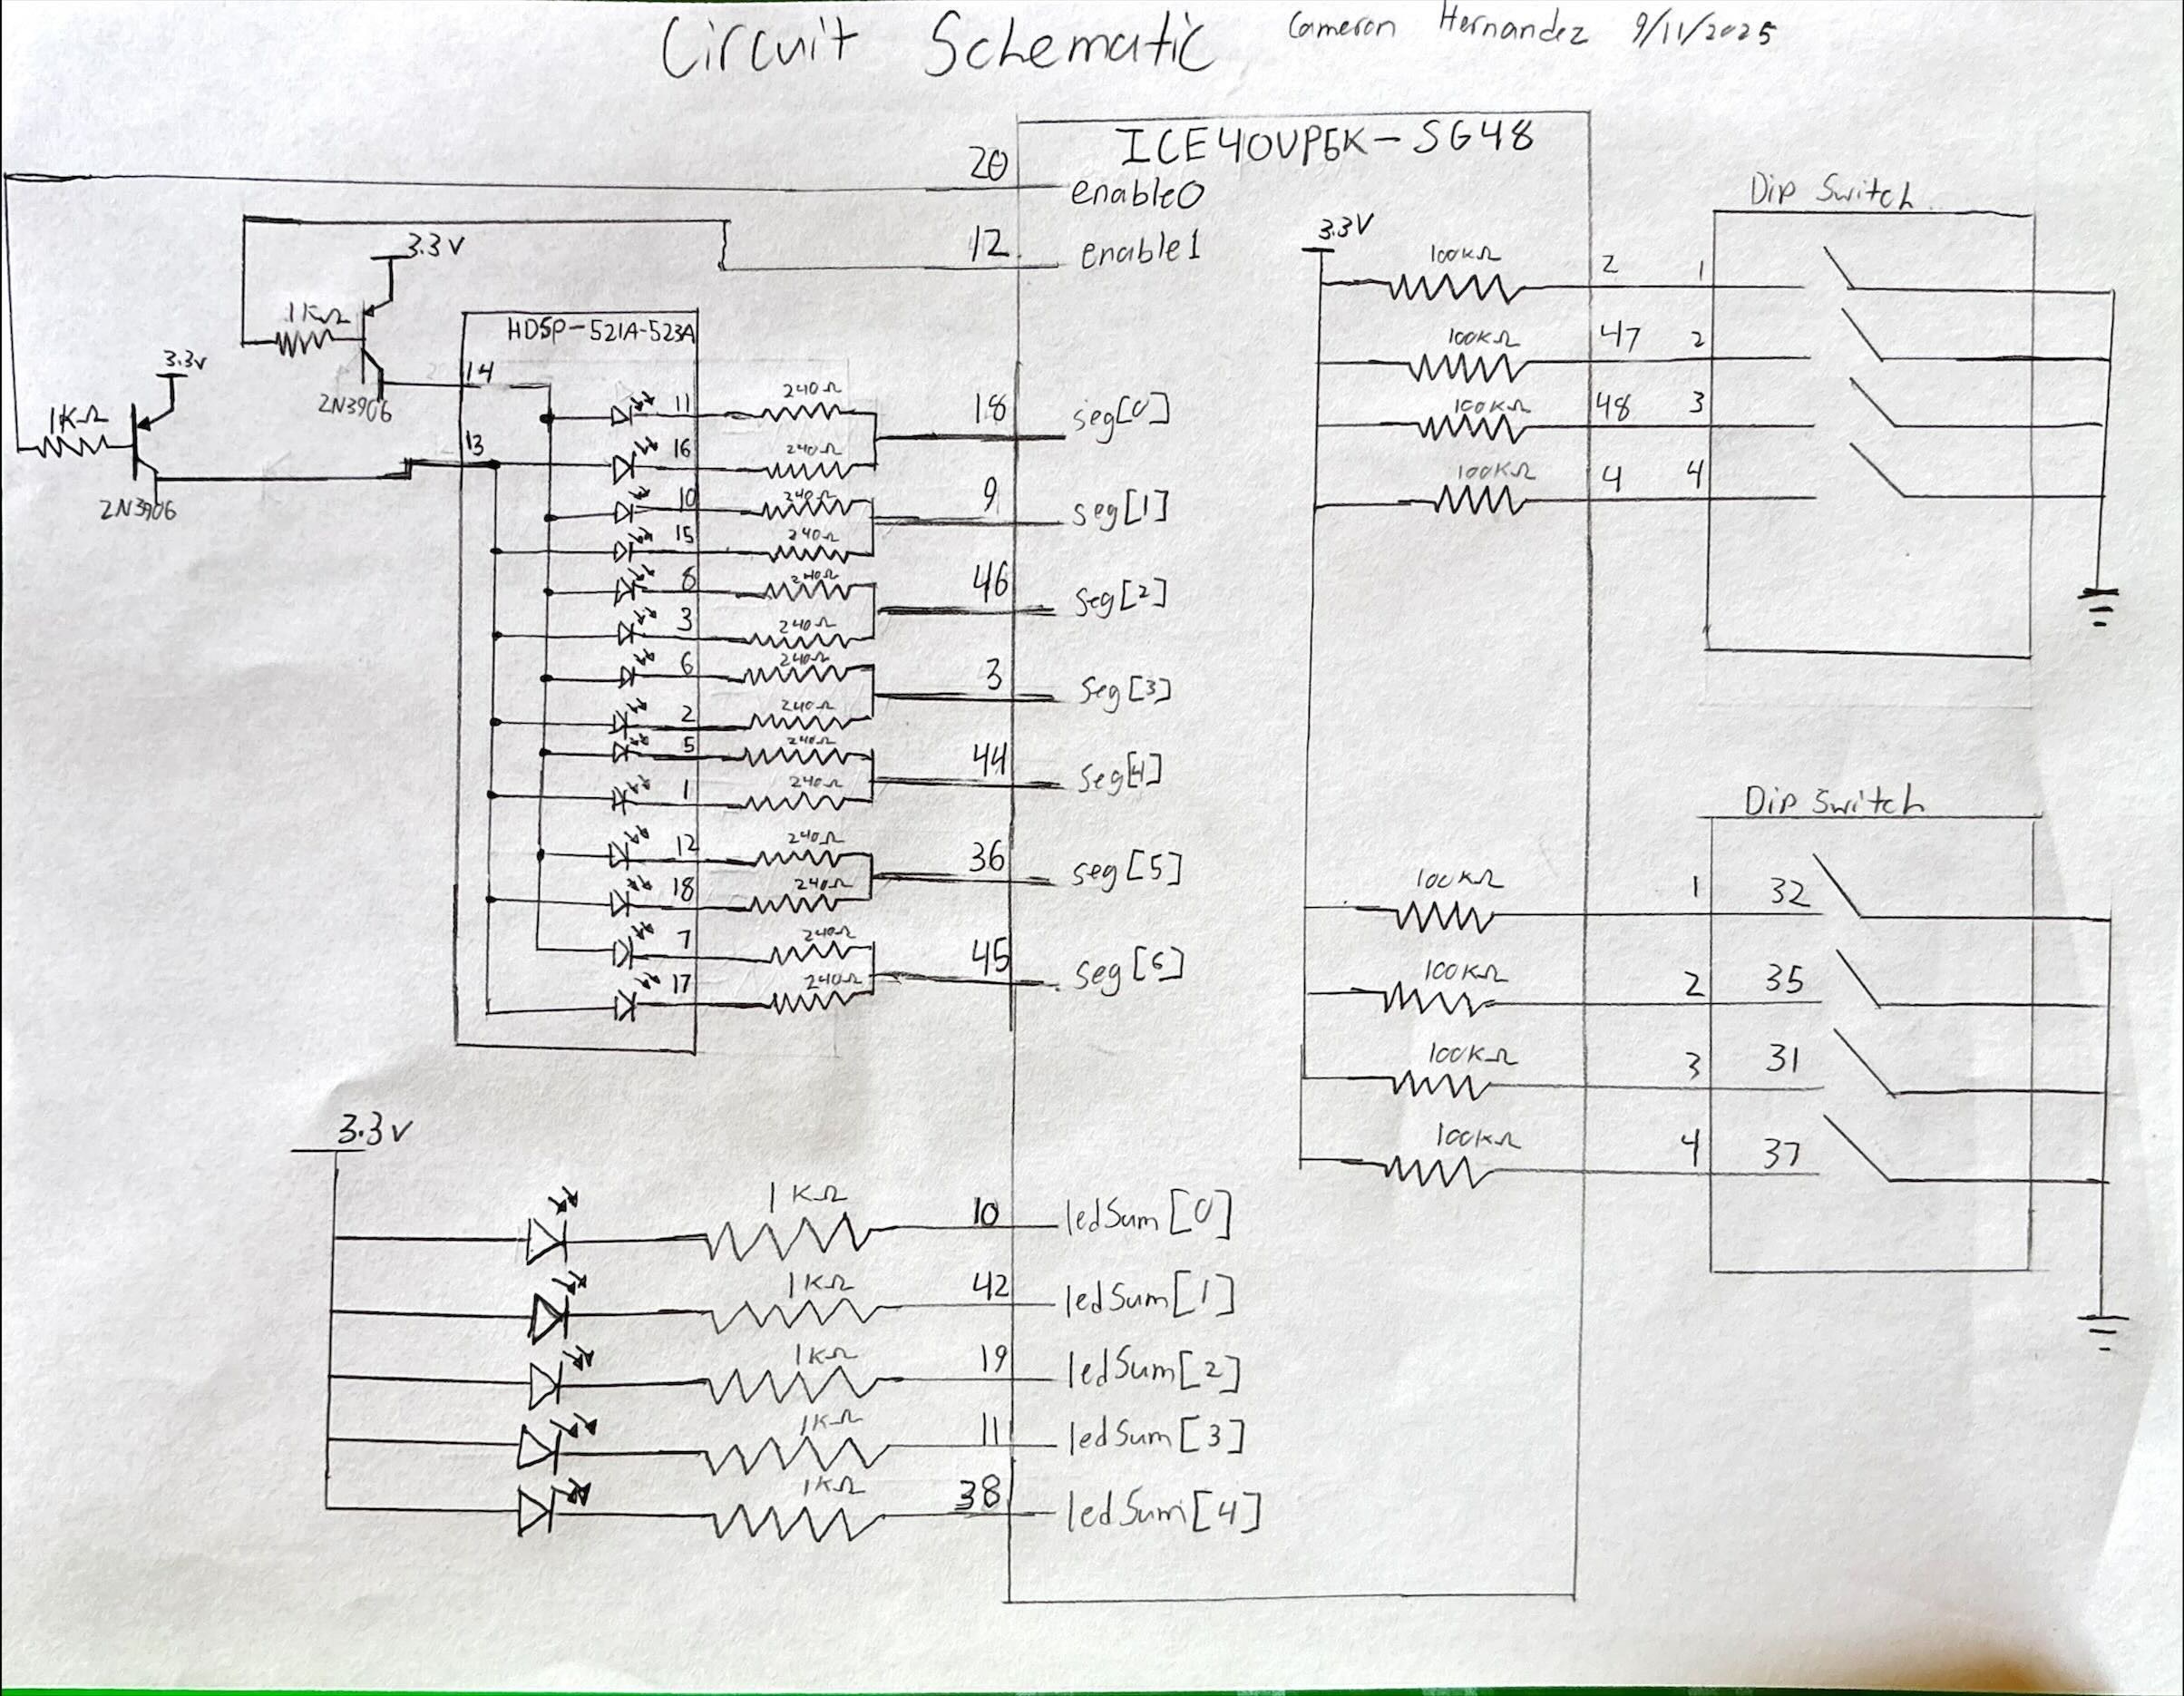 Circuit Schematic
Cameron Hernandez 9/11/2025
ICE40UP5K-SG48
20
enable0
12
enable1
3.3V
1KΩ
2N3906
3.3V
1KΩ
2N3906
HDSP-521A-523A
14
13
11
240Ω
16
240Ω
18
seg[0]
10
240Ω
15
240Ω
9
seg[1]
8
240Ω
3
240Ω
46
seg[2]
6
240Ω
2
240Ω
3
seg[3]
5
240Ω
1
240Ω
44
seg[4]
12
240Ω
18
240Ω
36
seg[5]
7
240Ω
17
240Ω
45
seg[6]
3.3V
1KΩ
10
ledSum[0]
1KΩ
42
ledSum[1]
1KΩ
19
ledSum[2]
1KΩ
11
ledSum[3]
1KΩ
38
ledSum[4]
Dip Switch
3.3V
100KΩ
2
1
100KΩ
47
2
100KΩ
48
3
100KΩ
4
4
Dip Switch
100KΩ
1
32
100KΩ
2
35
100KΩ
3
31
100KΩ
4
37